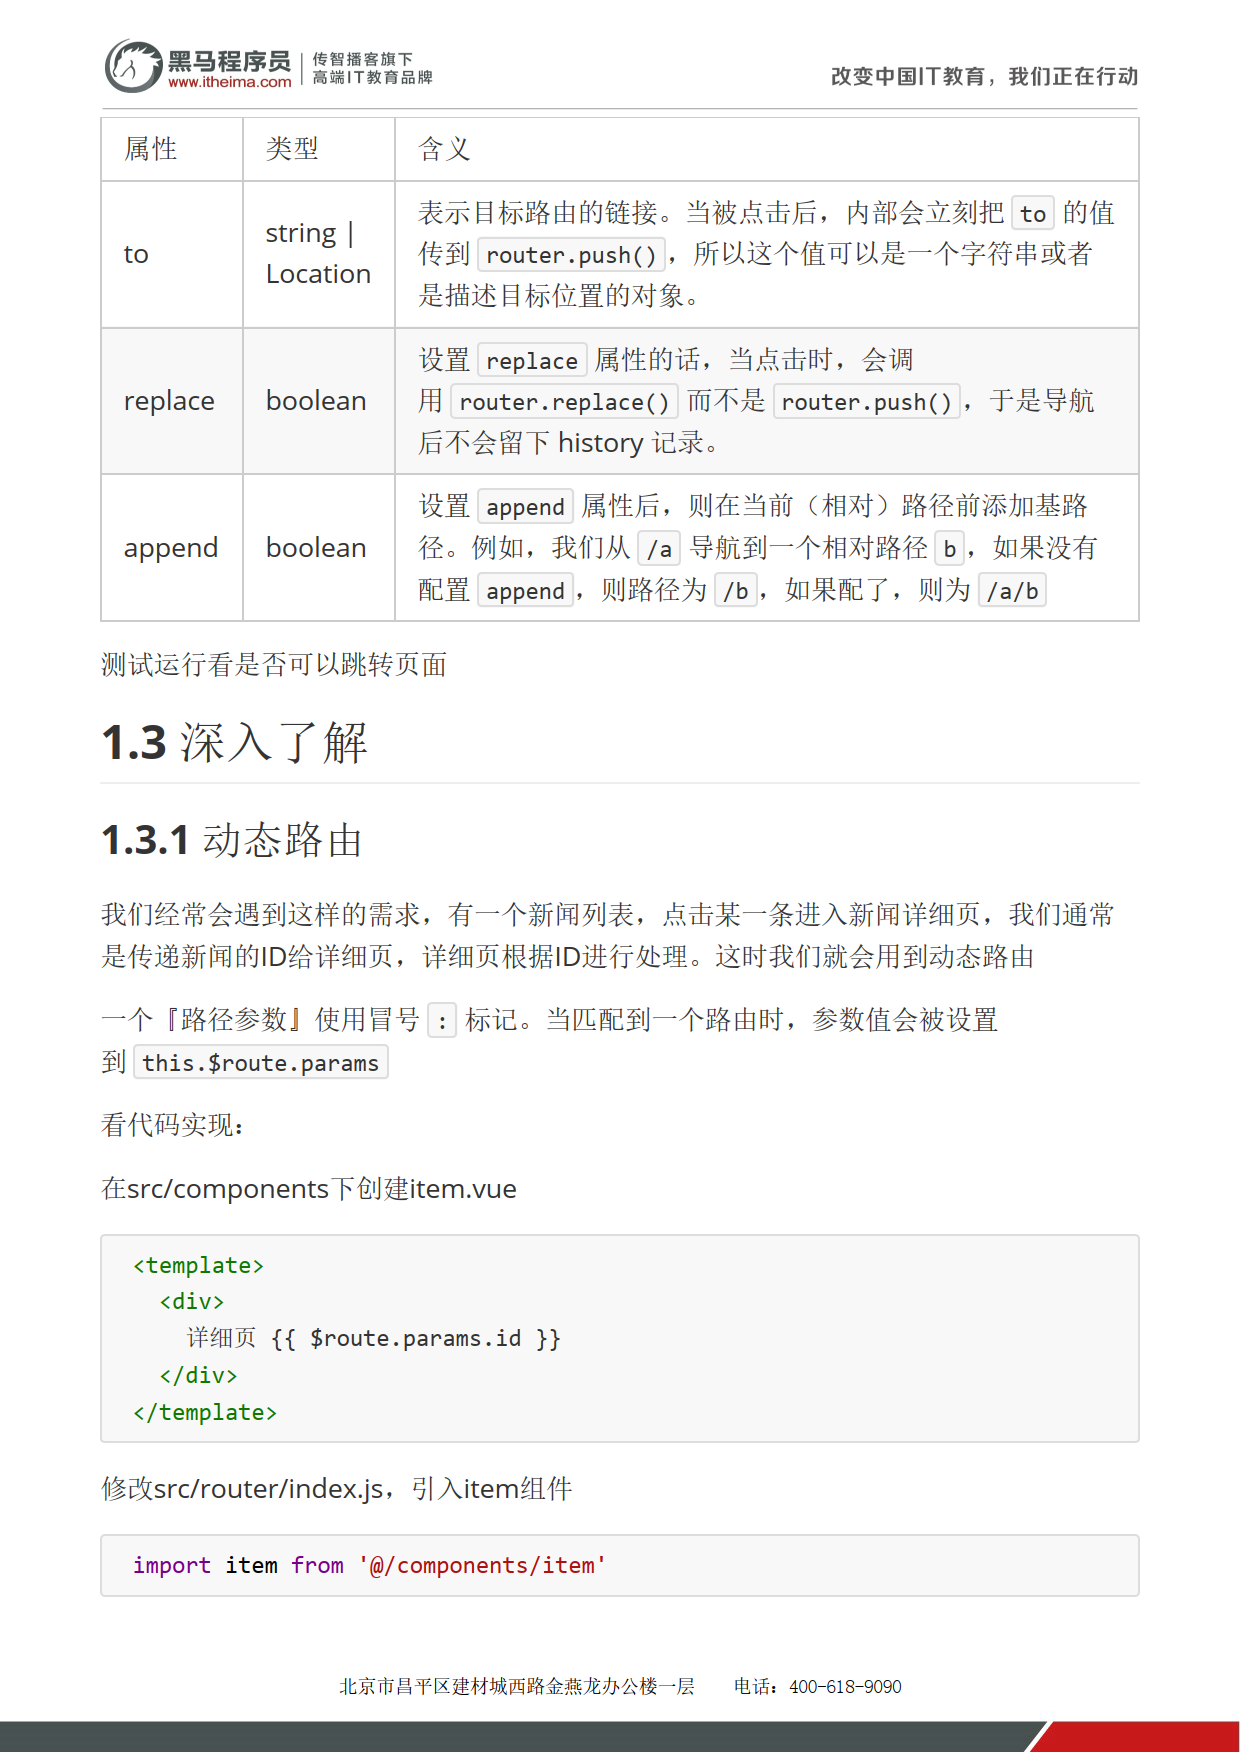 黑马程序员
www.itheima.com
传智播客旗下
高端IT教育品牌
改变中国IT教育，我们正在行动
属性 类型 含义
to
string |
Location
表示目标路由的链接。当被点击后，内部会立刻把 to 的值
传到 router.push()，所以这个值可以是一个字符串或者
是描述目标位置的对象。
replace boolean
设置 replace 属性的话，当点击时，会调
用 router.replace() 而不是 router.push()，于是导航
后不会留下 history 记录。
append boolean
设置 append 属性后，则在当前（相对）路径前添加基路
径。例如，我们从 /a 导航到一个相对路径 b，如果没有
配置 append，则路径为 /b，如果配了，则为 /a/b
测试运行看是否可以跳转页面
1.3 深入了解
1.3.1 动态路由
我们经常会遇到这样的需求，有一个新闻列表，点击某一条进入新闻详细页，我们通常
是传递新闻的ID给详细页，详细页根据ID进行处理。这时我们就会用到动态路由
一个『路径参数』使用冒号 : 标记。当匹配到一个路由时，参数值会被设置
到 this.$route.params
看代码实现：
在src/components下创建item.vue
<template>
  <div>
    详细页 {{ $route.params.id }}
  </div>
</template>
修改src/router/index.js，引入item组件
import item from '@/components/item'
北京市昌平区建材城西路金燕龙办公楼一层 电话：400-618-9090